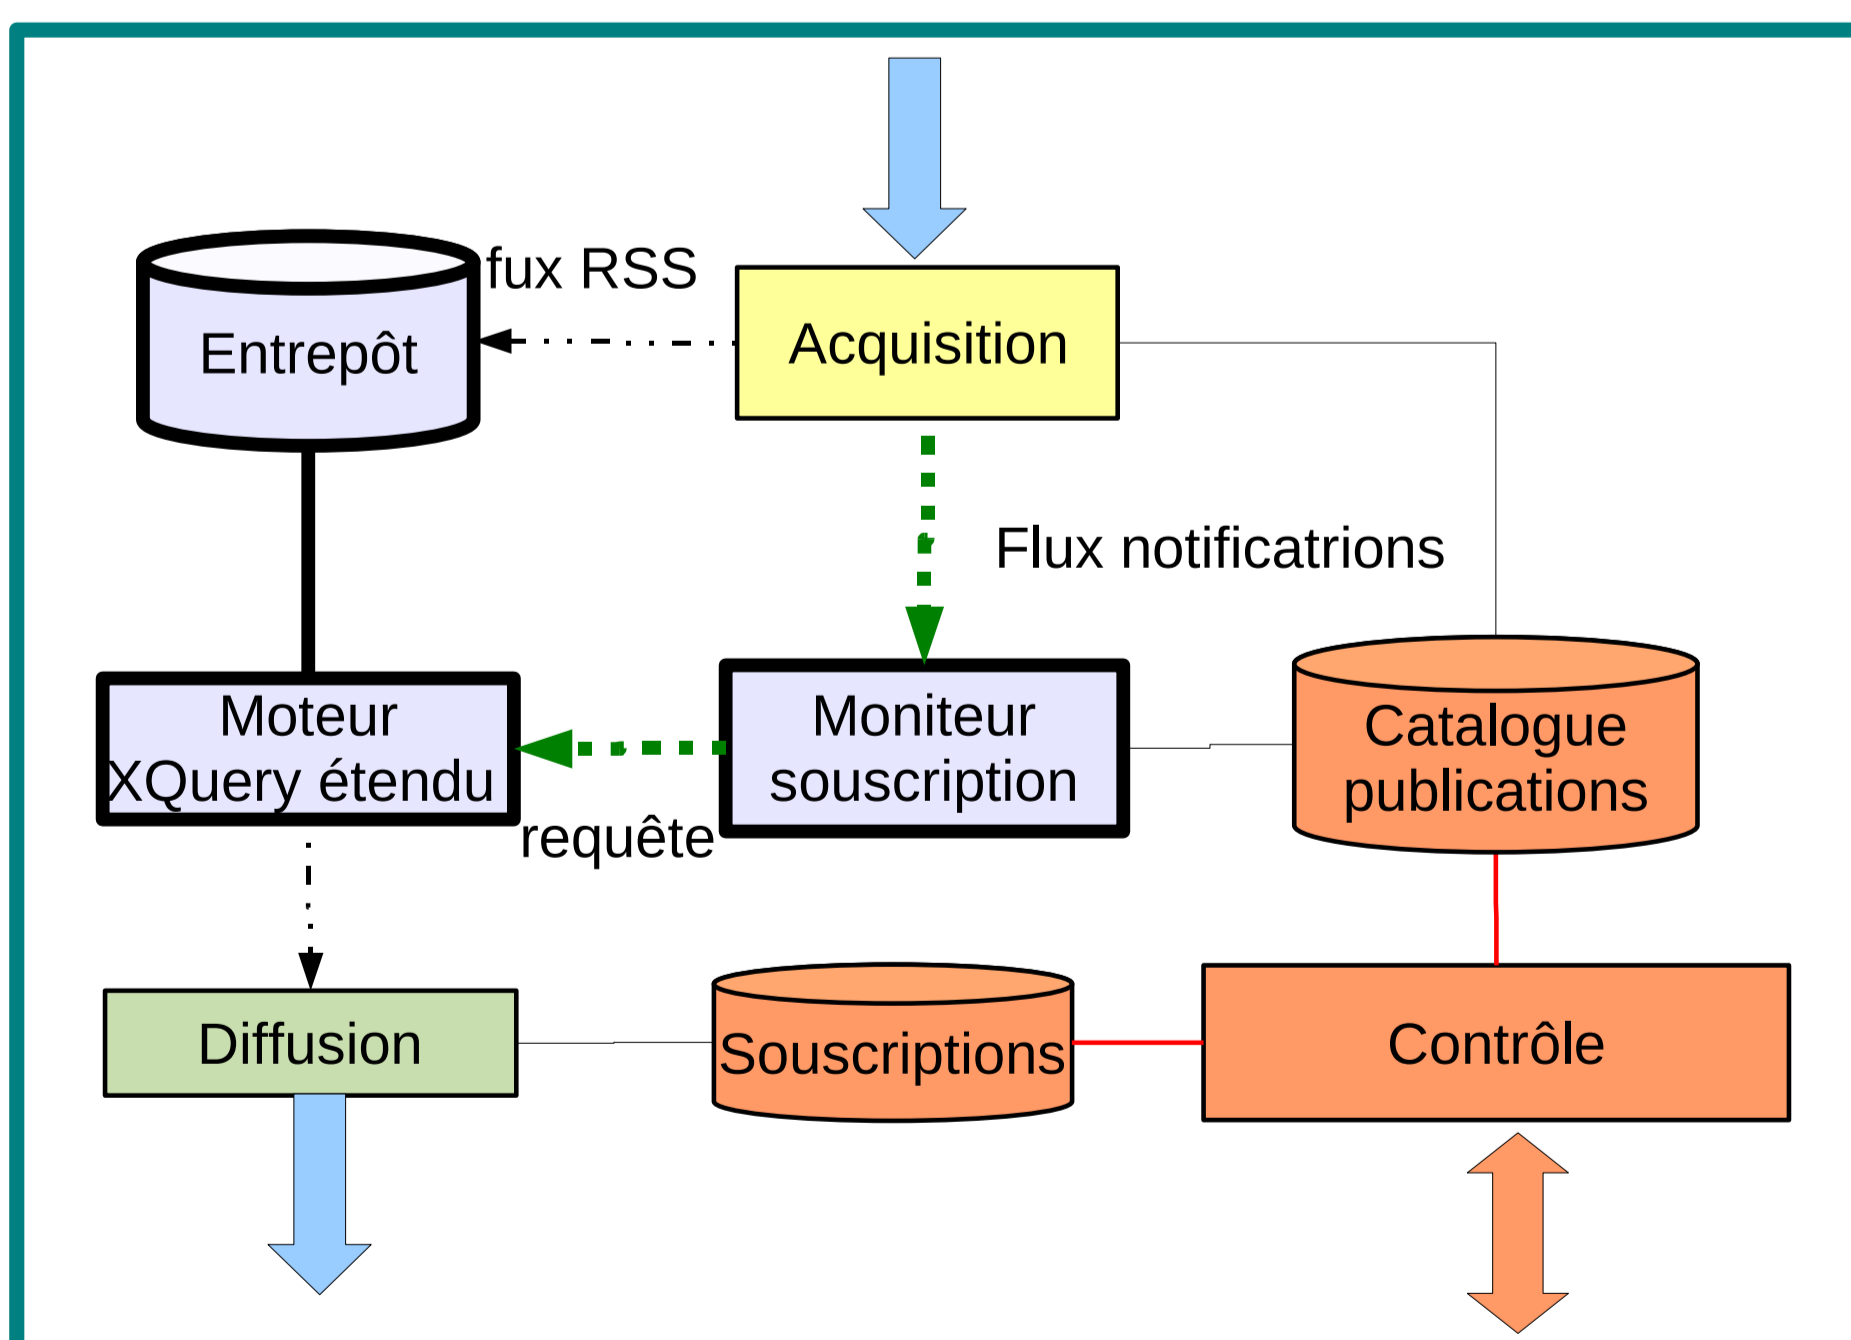 fux RSS
Entrepôt
Acquisition
Flux notificatrions
Moteur
XQuery étendu
Moniteur
souscription
Catalogue
publications
requête
Diffusion
Souscriptions
Contrôle